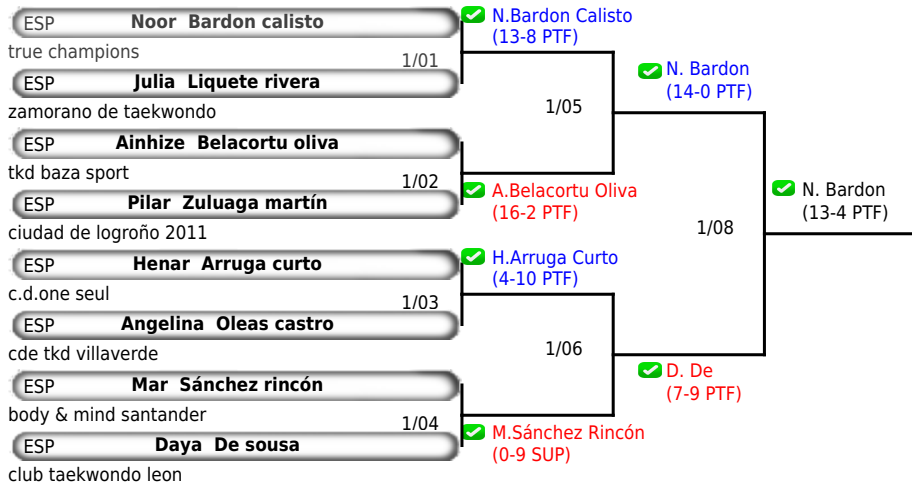 ESP Noor Bardon calisto
true champions
1/01
ESP Julia Liquete rivera
zamorano de taekwondo
ESP Ainhize Belacortu oliva
tkd baza sport
1/02
ESP Pilar Zuluaga martín
ciudad de logroño 2011
ESP Henar Arruga curto
c.d.one seul
1/03
ESP Angelina Oleas castro
cde tkd villaverde
ESP Mar Sánchez rincón
body & mind santander
1/04
ESP Daya De sousa
club taekwondo leon
N.Bardon Calisto
(13-8 PTF)
1/05
A.Belacortu Oliva
(16-2 PTF)
H.Arruga Curto
(4-10 PTF)
1/06
M.Sánchez Rincón
(0-9 SUP)
N. Bardon
(14-0 PTF)
1/08
D. De
(7-9 PTF)
N. Bardon
(13-4 PTF)